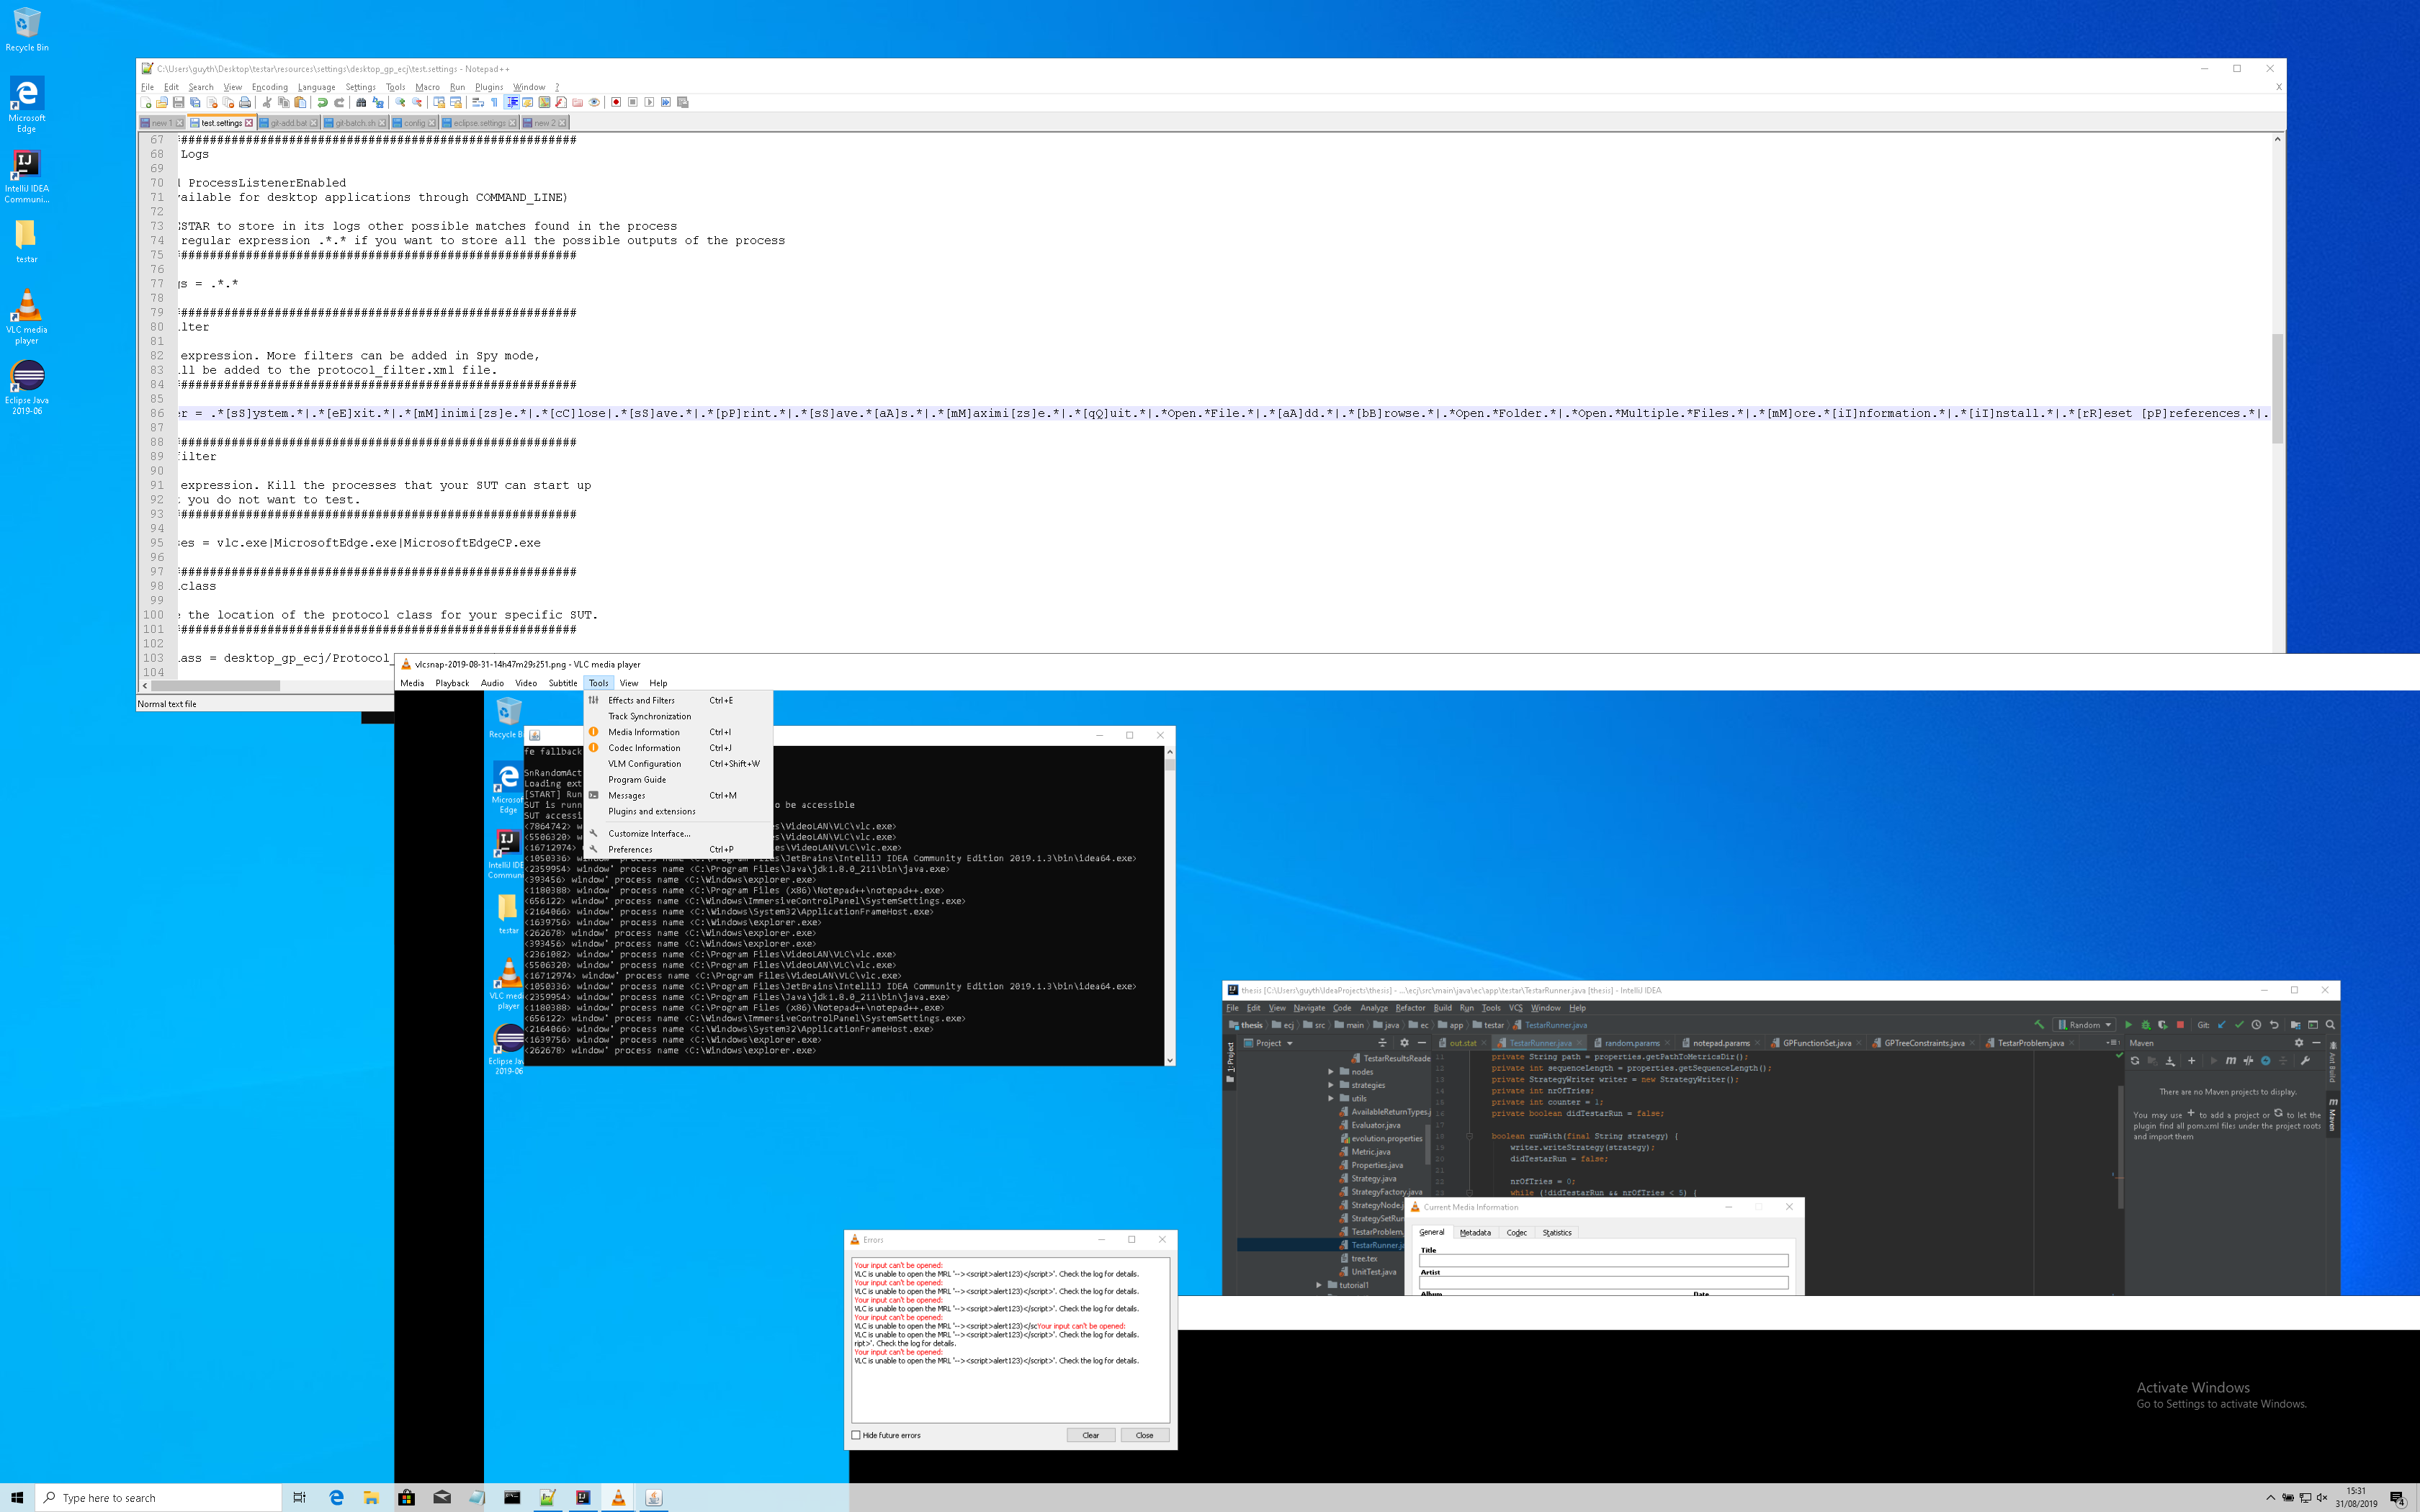 Recycle Bin
Microsoft
Edge
IntelliJ IDEA
Communi...
testar
VLC media
player
Eclipse Java
2019-06
C:\Users\guyth\Desktop\testar\resources\settings\desktop_gp_ecj\test.settings - Notepad++
File Edit Search View Encoding Language Settings Tools Macro Run Plugins Window ?
X
new 1 test.settings git-add.bat git-batch.sh config eclipse.settings new 2
67 #######################################################
68 Logs
69
70 ProcessListenerEnabled
71 vailable for desktop applications through COMMAND_LINE)
72
73 ESTAR to store in its logs other possible matches found in the process
74 regular expression .*.* if you want to store all the possible outputs of the process
75 #######################################################
76
77 gs = .*.*
78
79 #######################################################
80 lter
81
82 expression. More filters can be added in Spy mode,
83 ill be added to the protocol_filter.xml file.
84 #######################################################
85
86 er = .*[sS]ystem.*|.*[eE]xit.*|.*[mM]inimi[zs]e.*|.*[cC]lose|.*[sS]ave.*|.*[pP]rint.*|.*[sS]ave.*[aA]s.*|.*[mM]aximi[zs]e.*|.*[qQ]uit.*|.*Open.*File.*|.*[aA]dd.*|.*[bB]rowse.*|.*Open.*Folder.*|.*Open.*Multiple.*Files.*|.*[mM]ore.*[iI]nformation.*|.*[iI]nstall.*|.*[rR]eset [pP]references.*|.
87
88 #######################################################
89 filter
90
91 expression. Kill the processes that your SUT can start up
92 you do not want to test.
93 #######################################################
94
95 ses = vlc.exe|MicrosoftEdge.exe|MicrosoftEdgeCP.exe
96
97 #######################################################
98 class
99
100 e the location of the protocol class for your specific SUT.
101 #######################################################
102
103 lass = desktop_gp_ecj/Protocol_
104
Normal text file
vlcsnap-2019-08-31-14h47m29s251.png - VLC media player
Media Playback Audio Video Subtitle Tools View Help
Effects and Filters Ctrl+E
Track Synchronization
Media Information Ctrl+I
Codec Information Ctrl+J
VLM Configuration Ctrl+Shift+W
Program Guide
Messages Ctrl+M
Plugins and extensions
Customize Interface...
Preferences Ctrl+P
Recycle B
Microsof
Edge
IntelliJ IDE
Commun
testar
VLC medi
player
Eclipse Jav
2019-06
fe fallback
SnRandomAct
Loading ext
[START] Run
SUT is runn o be accessible
SUT accessi
<7864742> w s\VideoLAN\VLC\vlc.exe>
<5506320> w s\VideoLAN\VLC\vlc.exe>
<16712974> s\VideoLAN\VLC\vlc.exe>
<1050336> window' process name <C:\Program Files\JetBrains\IntelliJ IDEA Community Edition 2019.1.3\bin\idea64.exe>
<2359954> window' process name <C:\Program Files\Java\jdk1.8.0_211\bin\java.exe>
<393456> window' process name <C:\Windows\explorer.exe>
<1180388> window' process name <C:\Program Files (x86)\Notepad++\notepad++.exe>
<656122> window' process name <C:\Windows\ImmersiveControlPanel\SystemSettings.exe>
<2164066> window' process name <C:\Windows\System32\ApplicationFrameHost.exe>
<1639756> window' process name <C:\Windows\explorer.exe>
<262678> window' process name <C:\Windows\explorer.exe>
<393456> window' process name <C:\Windows\explorer.exe>
<2361082> window' process name <C:\Program Files\VideoLAN\VLC\vlc.exe>
<5506320> window' process name <C:\Program Files\VideoLAN\VLC\vlc.exe>
<16712974> window' process name <C:\Program Files\VideoLAN\VLC\vlc.exe>
<1050336> window' process name <C:\Program Files\JetBrains\IntelliJ IDEA Community Edition 2019.1.3\bin\idea64.exe>
<2359954> window' process name <C:\Program Files\Java\jdk1.8.0_211\bin\java.exe>
<1180388> window' process name <C:\Program Files (x86)\Notepad++\notepad++.exe>
<656122> window' process name <C:\Windows\ImmersiveControlPanel\SystemSettings.exe>
<2164066> window' process name <C:\Windows\System32\ApplicationFrameHost.exe>
<1639756> window' process name <C:\Windows\explorer.exe>
<262678> window' process name <C:\Windows\explorer.exe>
thesis [C:\Users\guyth\IdeaProjects\thesis] - ...\ecj\src\main\java\ec\app\testar\TestarRunner.java [thesis] - IntelliJ IDEA
File Edit View Navigate Code Analyze Refactor Build Run Tools VCS Window Help
thesis ecj src main java ec app testar TestarRunner.java
Random Git:
Project out.stat TestarRunner.java random.params notepad.params GPFunctionSet.java GPTreeConstraints.java TestarProblem.java Maven
1: Project
TestarResultsReade
nodes
strategies
utils
AvailableReturnTypes.j
Evaluator.java
evolution.properties
Metric.java
Properties.java
Strategy.java
StrategyFactory.java
StrategyNode.j
StrategySetRun
TestarProblem.
TestarRunner.ja
tree.tex
UnitTest.java
tutorial1
11 private String path = properties.getPathToMetricsDir();
12 private int sequenceLength = properties.getSequenceLength();
13 private StrategyWriter writer = new StrategyWriter();
14 private int nrOfTries;
15 private int counter = 1;
16 private boolean didTestarRun = false;
17
18 boolean runWith(final String strategy) {
19 writer.writeStrategy(strategy);
20 didTestarRun = false;
21
22 nrOfTries = 0;
23 while (!didTestarRun && nrOfTries < 5) {
There are no Maven projects to display.
You may use + to add a project or to let the
plugin find all pom.xml files under the project roots
and import them
Ant Build
Maven
Current Media Information
General Metadata Codec Statistics
Title
Artist
Album Date
Errors
Your input can't be opened:
VLC is unable to open the MRL '--><script>alert123)</script>'. Check the log for details.
Your input can't be opened:
VLC is unable to open the MRL '--><script>alert123)</script>'. Check the log for details.
Your input can't be opened:
VLC is unable to open the MRL '--><script>alert123)</script>'. Check the log for details.
Your input can't be opened:
VLC is unable to open the MRL '--><script>alert123)</scYour input can't be opened:
VLC is unable to open the MRL '--><script>alert123)</script>'. Check the log for details.
ript>'. Check the log for details.
Your input can't be opened:
VLC is unable to open the MRL '--><script>alert123)</script>'. Check the log for details.
Hide future errors Clear Close
Activate Windows
Go to Settings to activate Windows.
Type here to search
15:31
31/08/2019
4